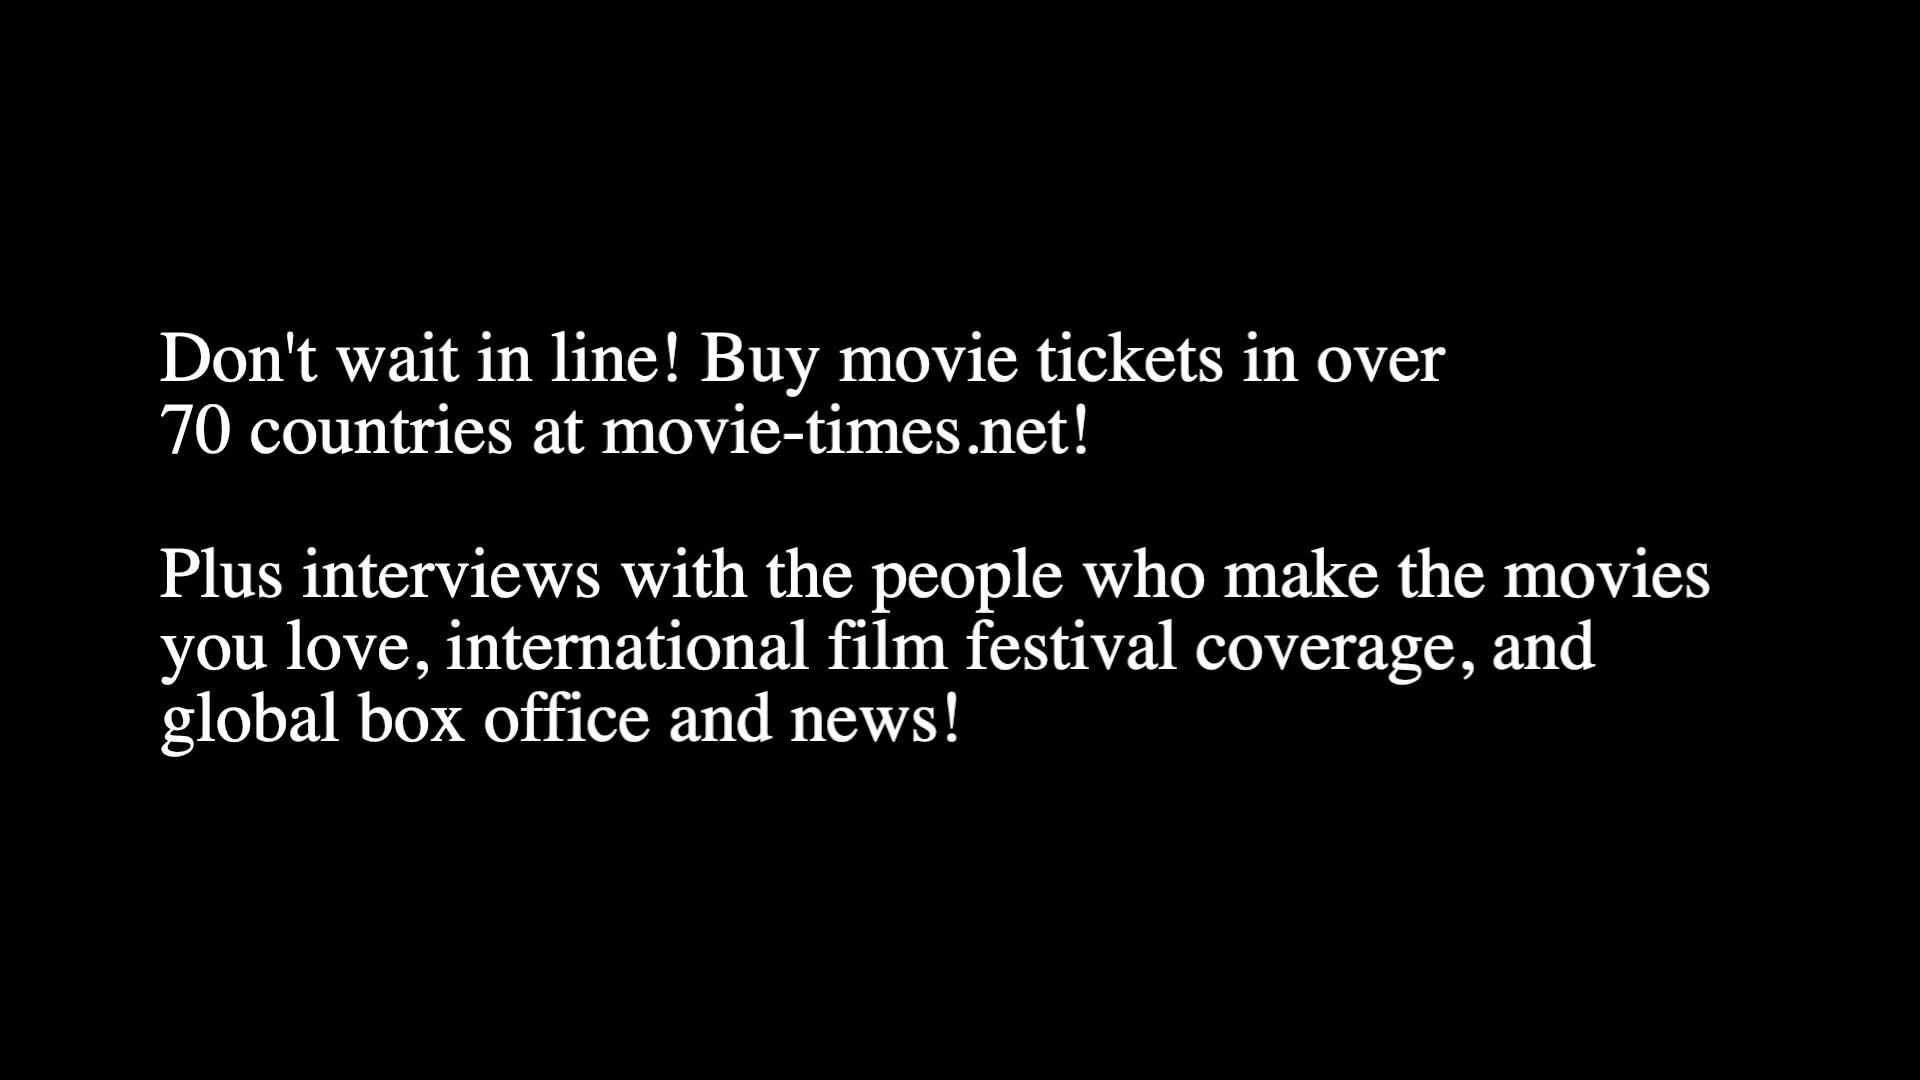 Don't wait in line! Buy movie tickets in over
70 countries at movie-times.net!
Plus interviews with the people who make the movies
you love, international film festival coverage, and
global box office and news!